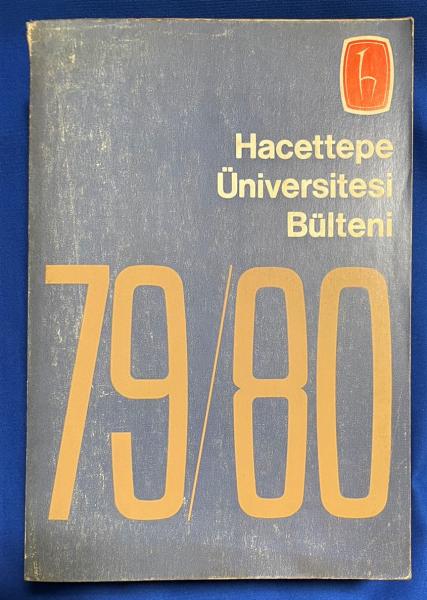 h
Hacettepe
Üniversitesi
Bülteni
79/80